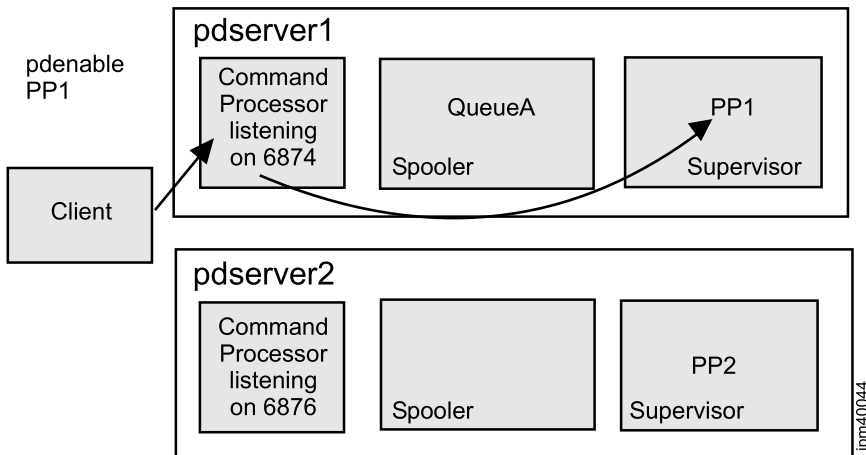 pdserver1
pdenable
PP1
Command
Processor
listening
on 6874
QueueA
Spooler
PP1
Supervisor
Client
pdserver2
Command
Processor
listening
on 6876
Spooler
PP2
Supervisor
ipm40044